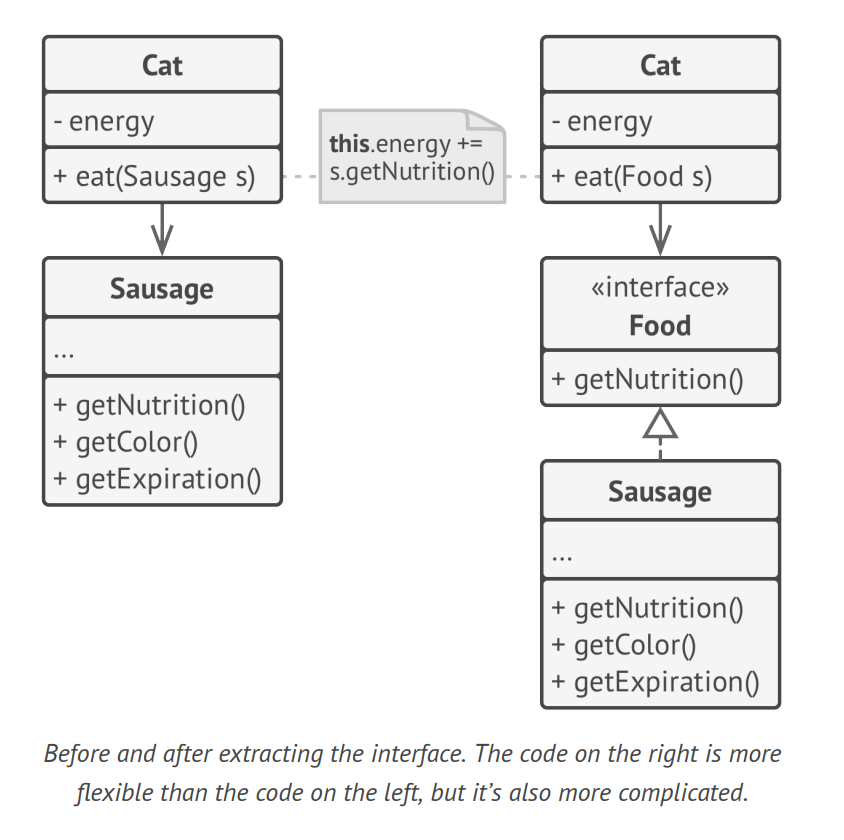 Cat
- energy
+ eat(Sausage s)
this.energy +=
s.getNutrition()
Sausage
...
+ getNutrition()
+ getColor()
+ getExpiration()
Cat
- energy
+ eat(Food s)
«interface»
Food
+ getNutrition()
Sausage
...
+ getNutrition()
+ getColor()
+ getExpiration()
Before and after extracting the interface. The code on the right is more
flexible than the code on the left, but it’s also more complicated.